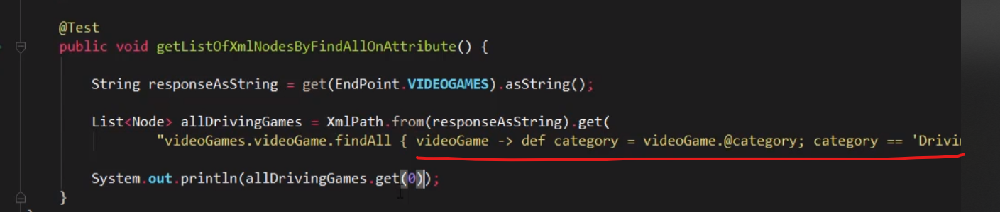 @Test
public void getListOfXmlNodesByFindAllOnAttribute() {
String responseAsString = get(EndPoint.VIDEOGAMES).asString();
List<Node> allDrivingGames = XmlPath.from(responseAsString).get(
"videoGames.videoGame.findAll { videoGame -> def category = videoGame.@category; category == 'Drivi
System.out.println(allDrivingGames.get(0));
}